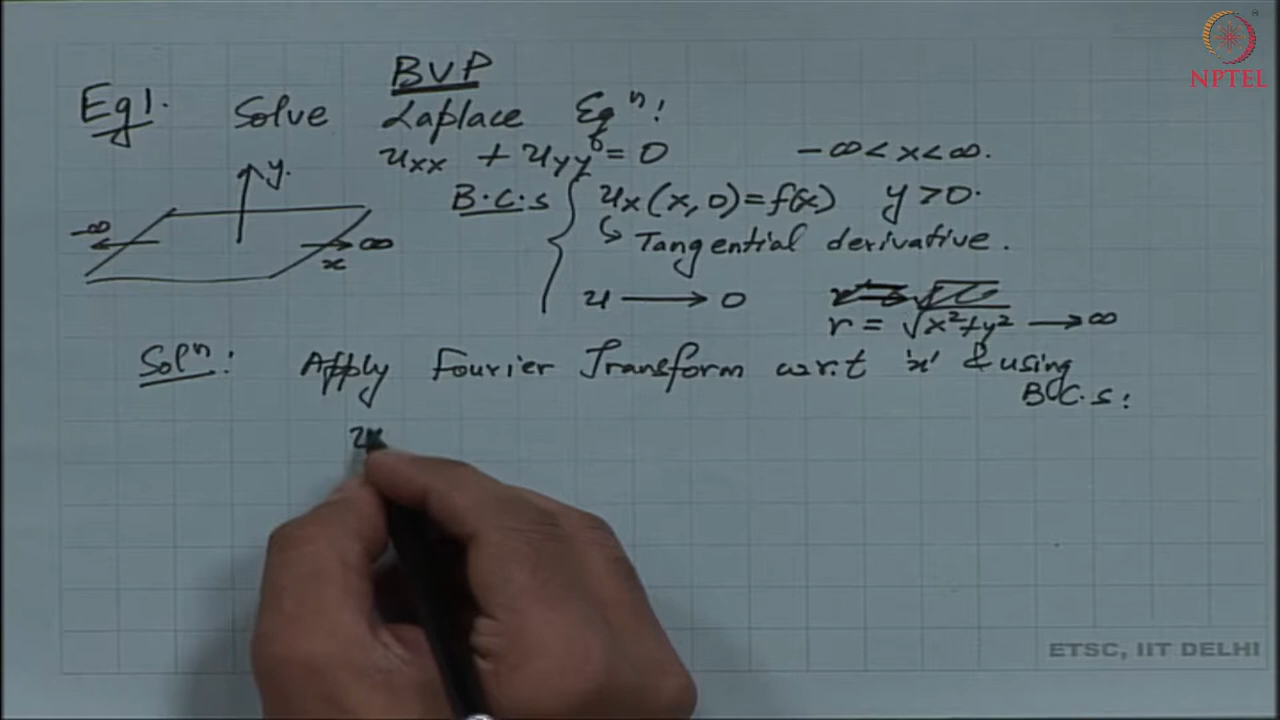 NPTEL
BVP
Eg1. Solve Laplace Eqⁿ:
uxx + uyy = 0 -∞ < x < ∞.
B.C.s ux(x, 0) = f(x) y > 0.
↳ Tangential derivative.
u → 0 r = √x²+y² → ∞
y.
-∞
∞
x
Solⁿ: Apply Fourier Transform w.r.t 'x' & using
B.C.s:
ETSC, IIT DELHI